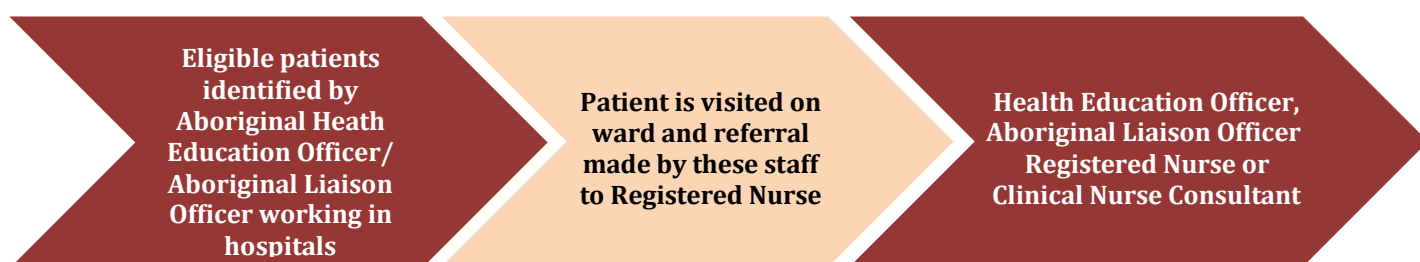 Eligible patients
identified by
Aboriginal Heath
Education Officer/
Aboriginal Liaison
Officer working in
hospitals
Patient is visited on
ward and referral
made by these staff
to Registered Nurse
Health Education Officer,
Aboriginal Liaison Officer
Registered Nurse or
Clinical Nurse Consultant